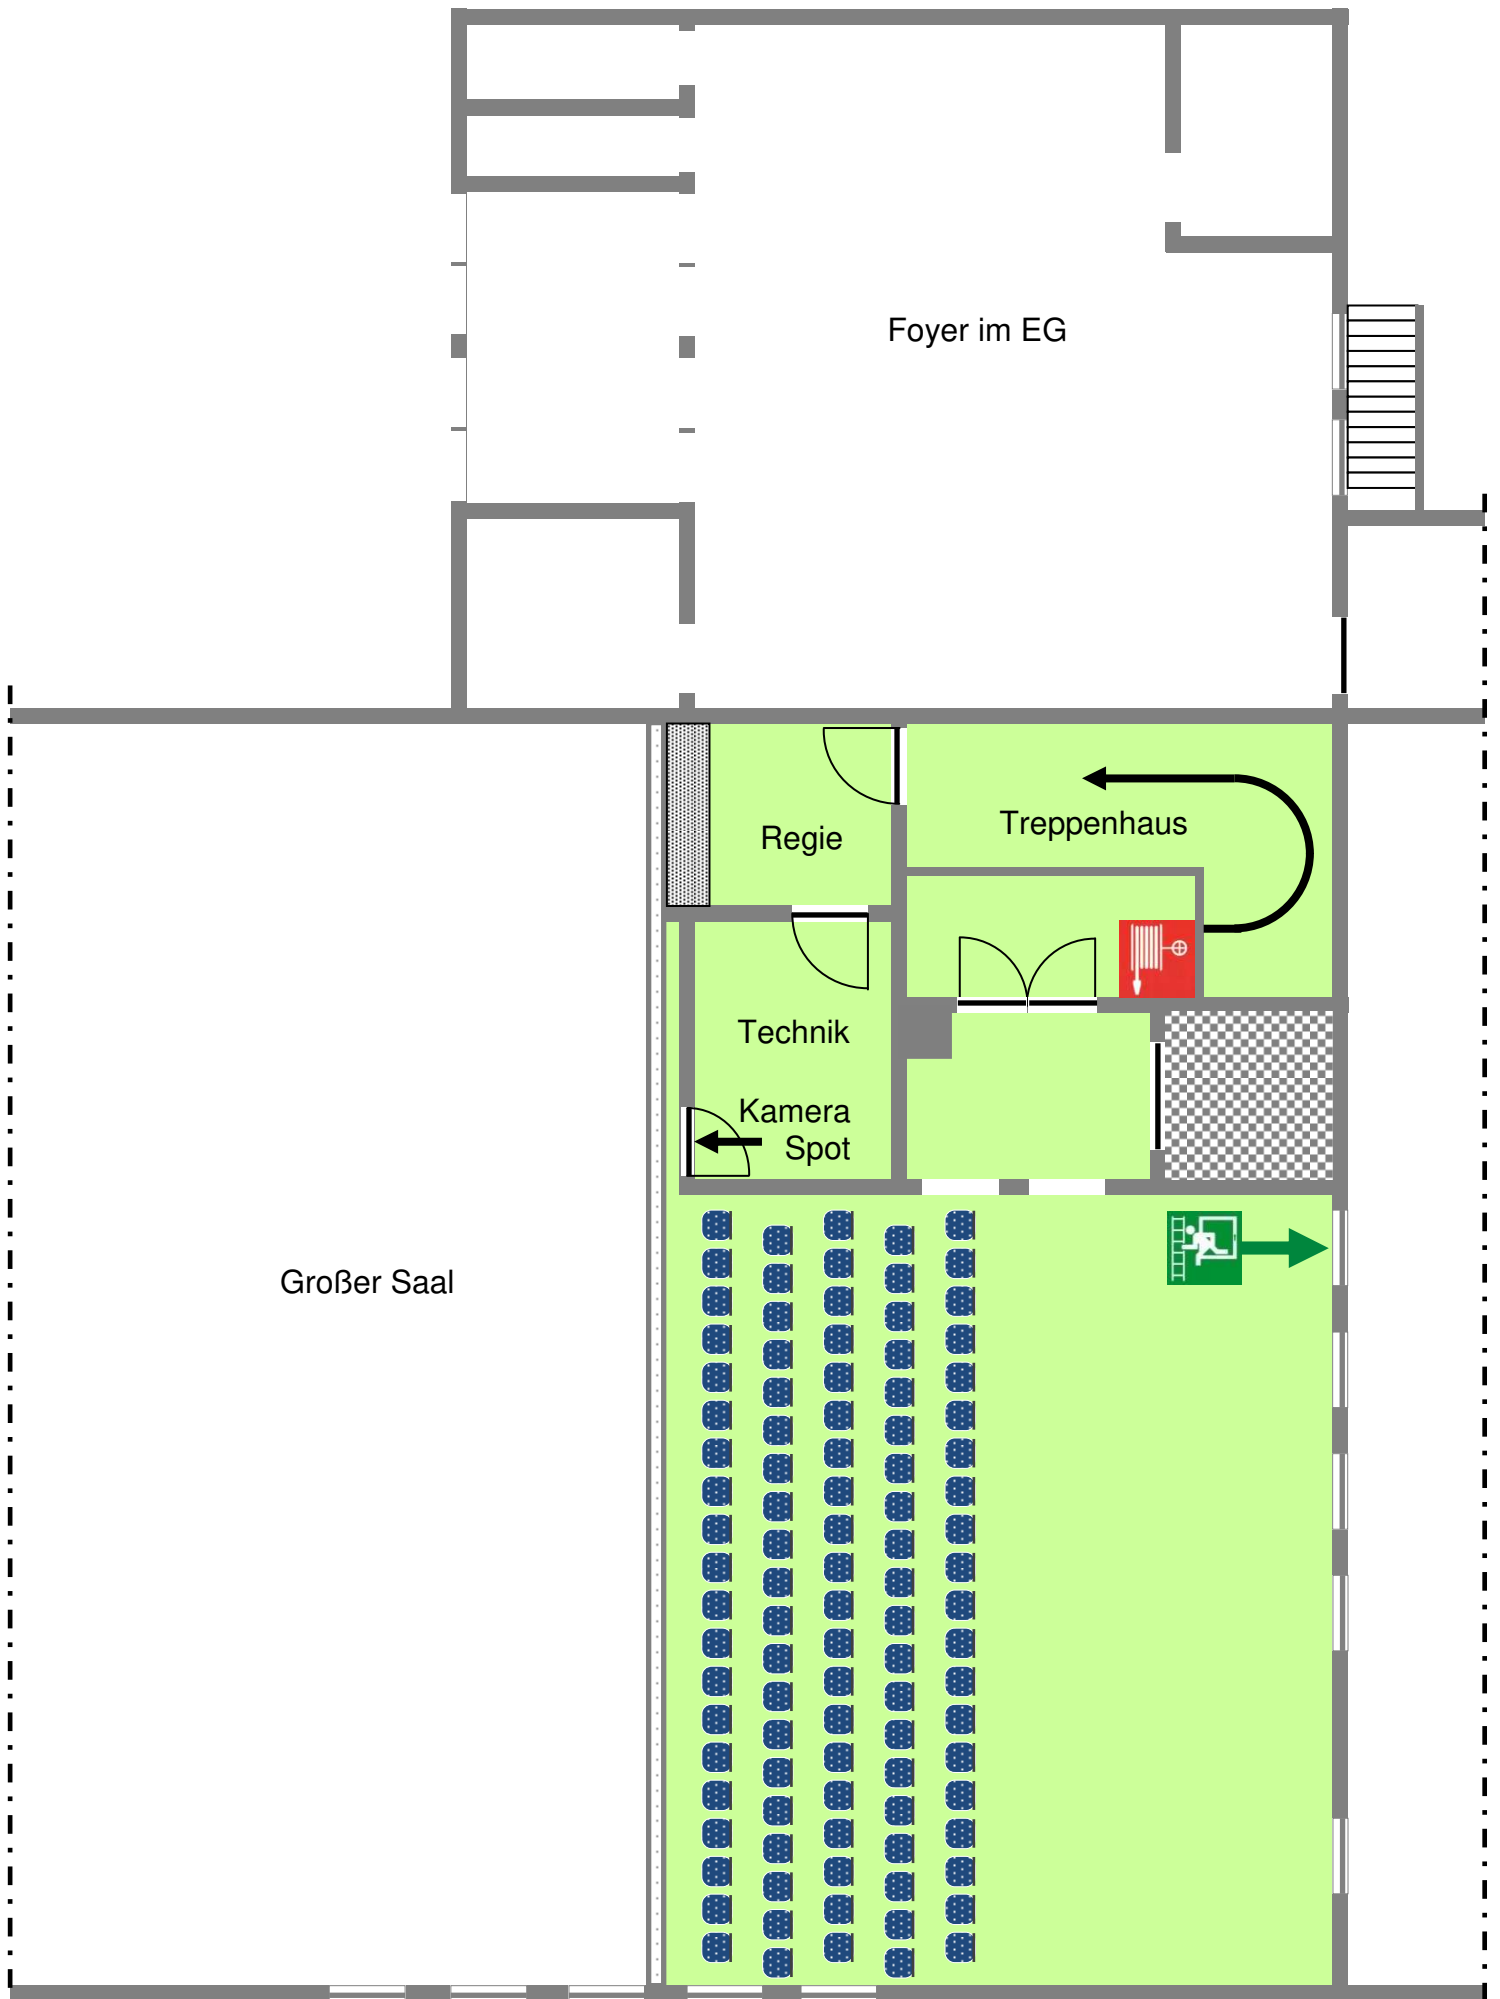 Foyer im EG
Treppenhaus
Regie
Technik
Kamera
Spot
Großer Saal